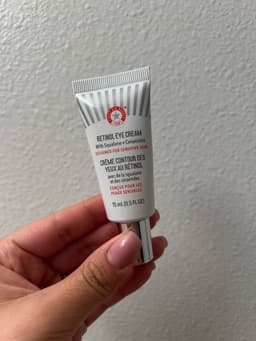 RETINOL EYE CREAM
With Squalane + Ceramides
DESIGNED FOR SENSITIVE SKIN
CRÈME CONTOUR DES
YEUX AU RÉTINOL
avec de la squalane
et des céramides
CONÇUE POUR LES
PEAUX SENSIBLES
15 mL (0.5 FL.OZ)